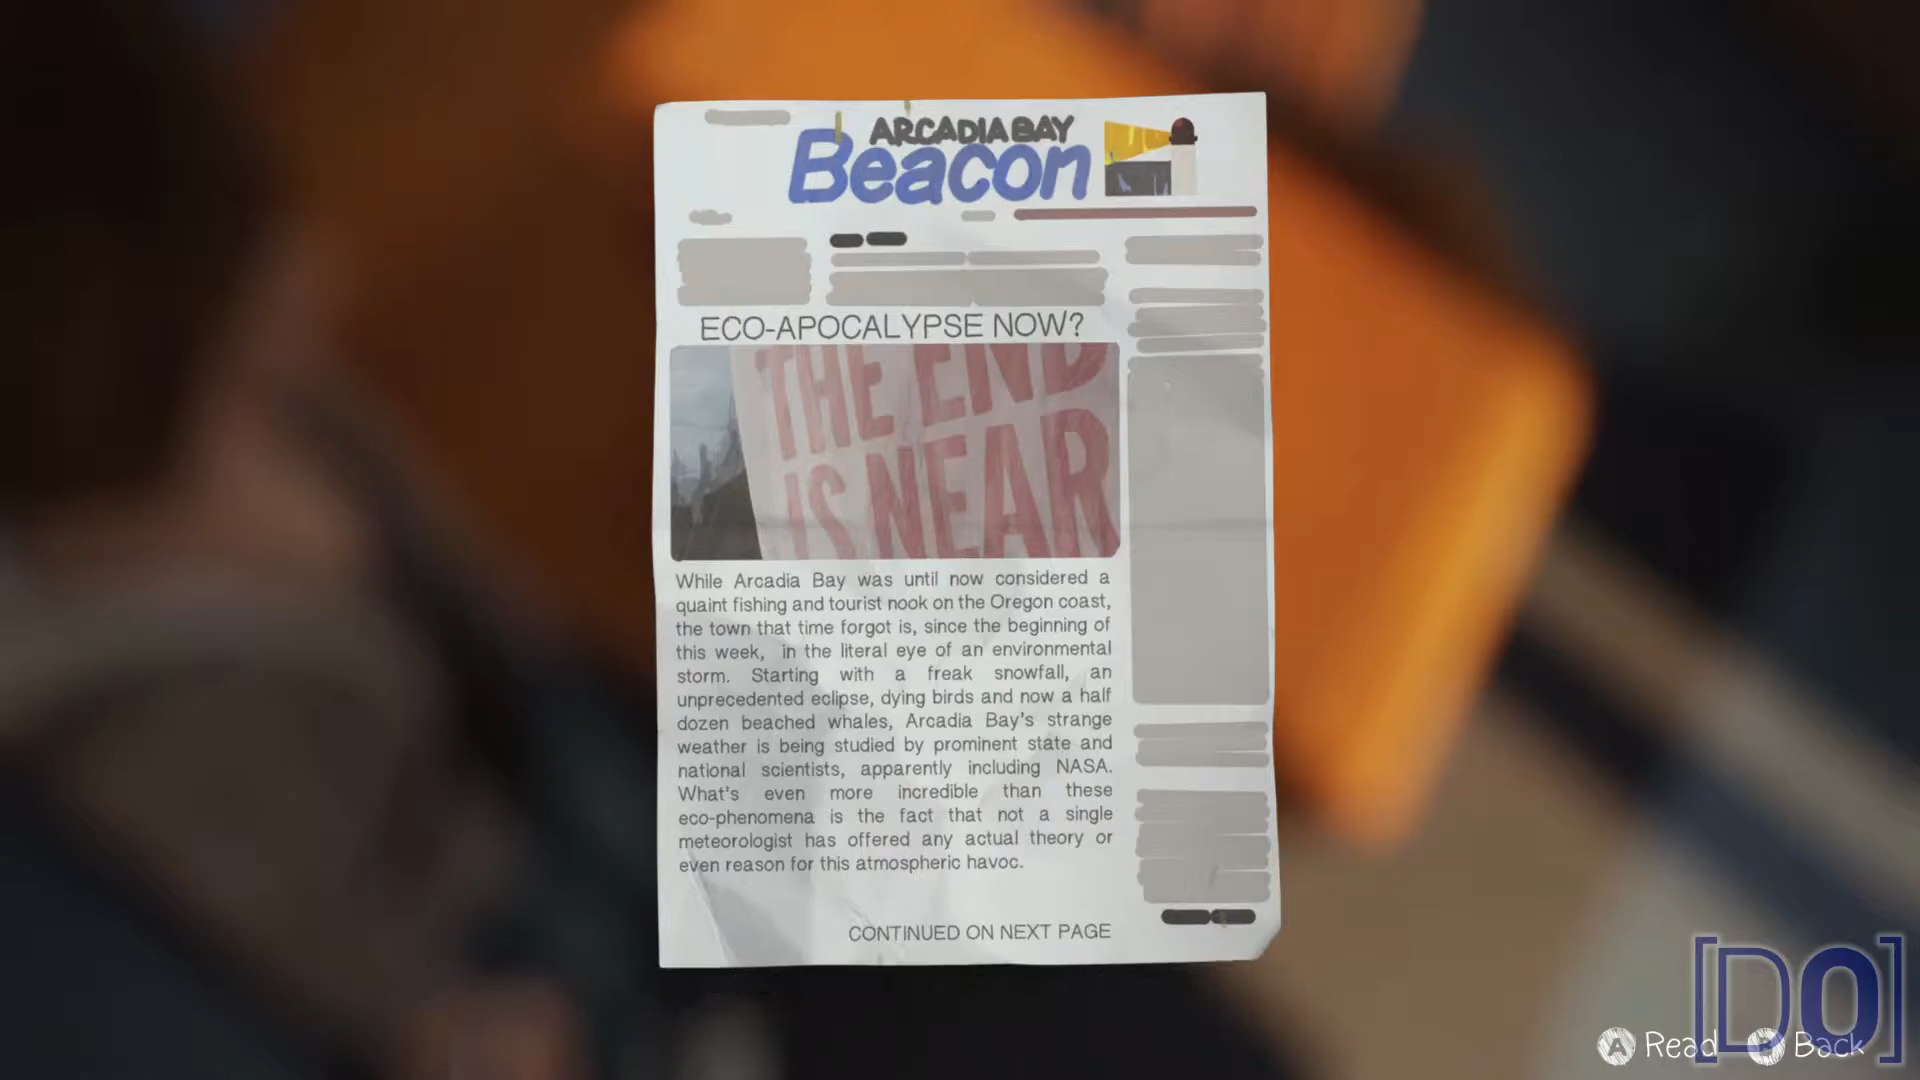 ARCADIA BAY
Beacon
ECO-APOCALYPSE NOW?
THE END
IS NEAR
While Arcadia Bay was until now considered a
quaint fishing and tourist nook on the Oregon coast,
the town that time forgot is, since the beginning of
this week, in the literal eye of an environmental
storm. Starting with a freak snowfall, an
unprecedented eclipse, dying birds and now a half
dozen beached whales, Arcadia Bay's strange
weather is being studied by prominent state and
national scientists, apparently including NASA.
What's even more incredible than these
eco-phenomena is the fact that not a single
meteorologist has offered any actual theory or
even reason for this atmospheric havoc.
CONTINUED ON NEXT PAGE
[DO]
A Read Back